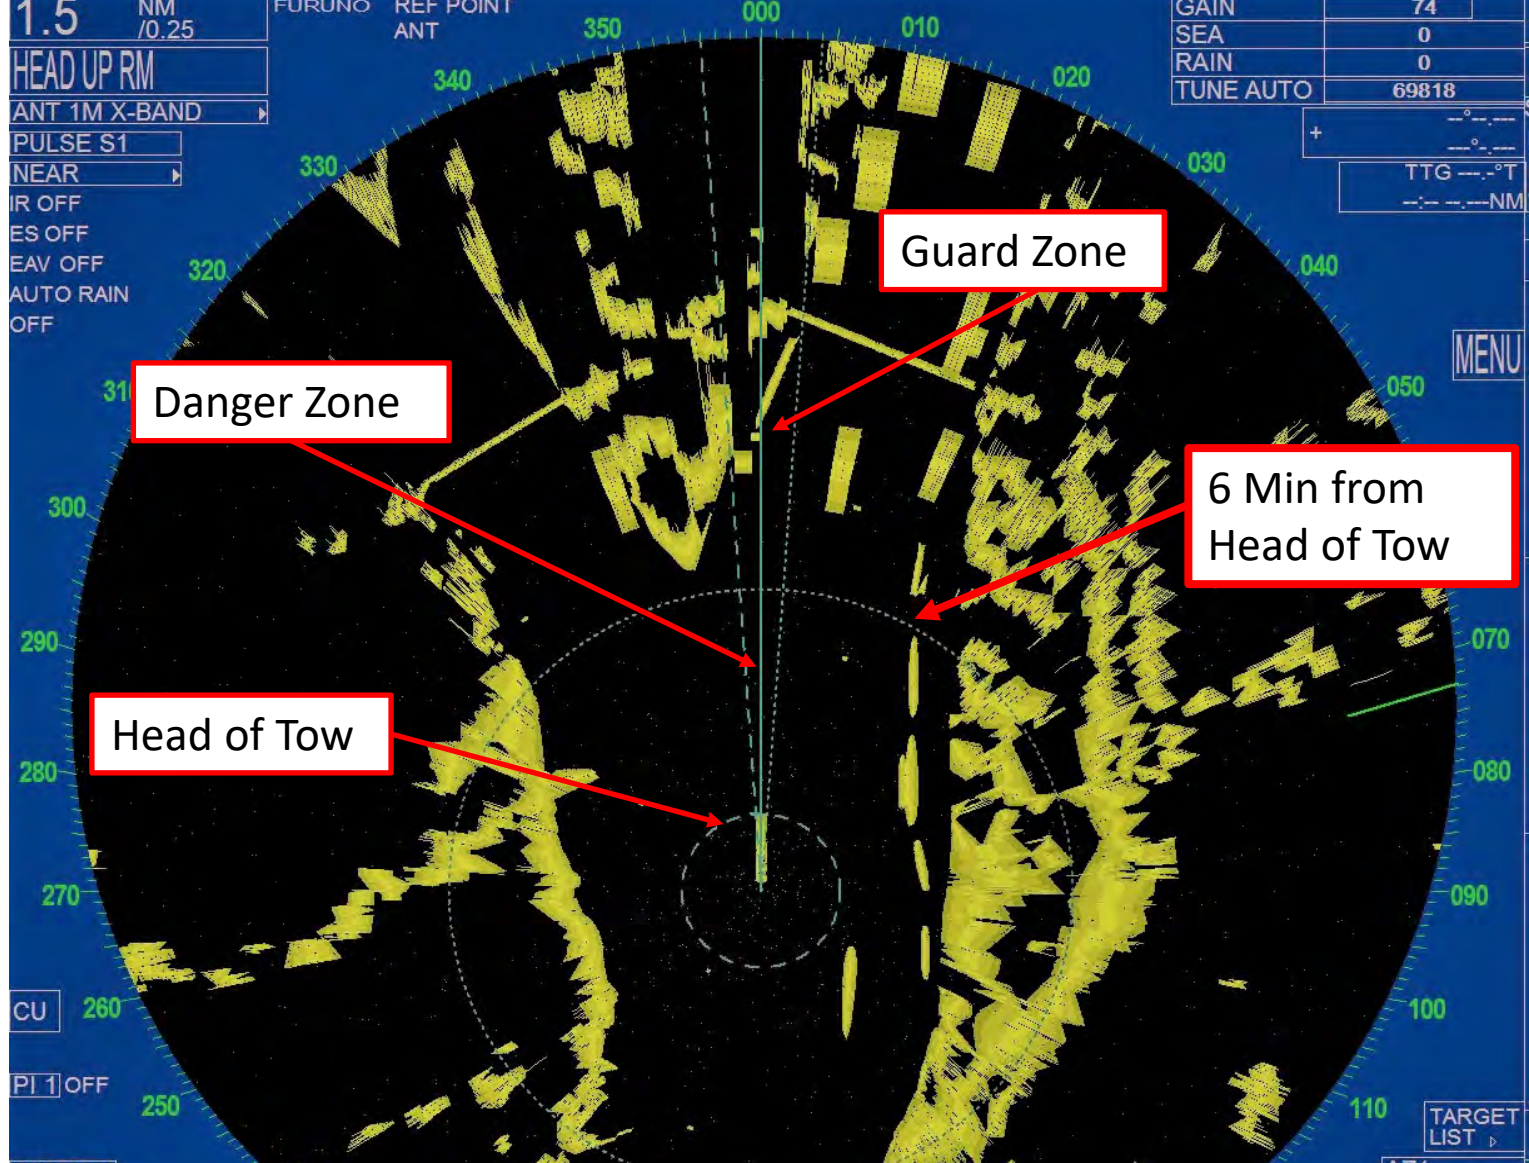 1.5 NM /0.25
FURUNO REF POINT
ANT
HEAD UP RM
ANT 1M X-BAND
PULSE S1
NEAR
IR OFF
ES OFF
EAV OFF
AUTO RAIN
OFF
GAIN 74
SEA 0
RAIN 0
TUNE AUTO 69818
+ --°--.---
---°-.---
TTG ---.-°T
--:-- --.---NM
MENU
350
000
010
340
020
330
030
320
040
31
050
300
290
070
280
080
270
090
260
100
250
110
Guard Zone
Danger Zone
6 Min from
Head of Tow
Head of Tow
CU
PI 1 OFF
TARGET
LIST